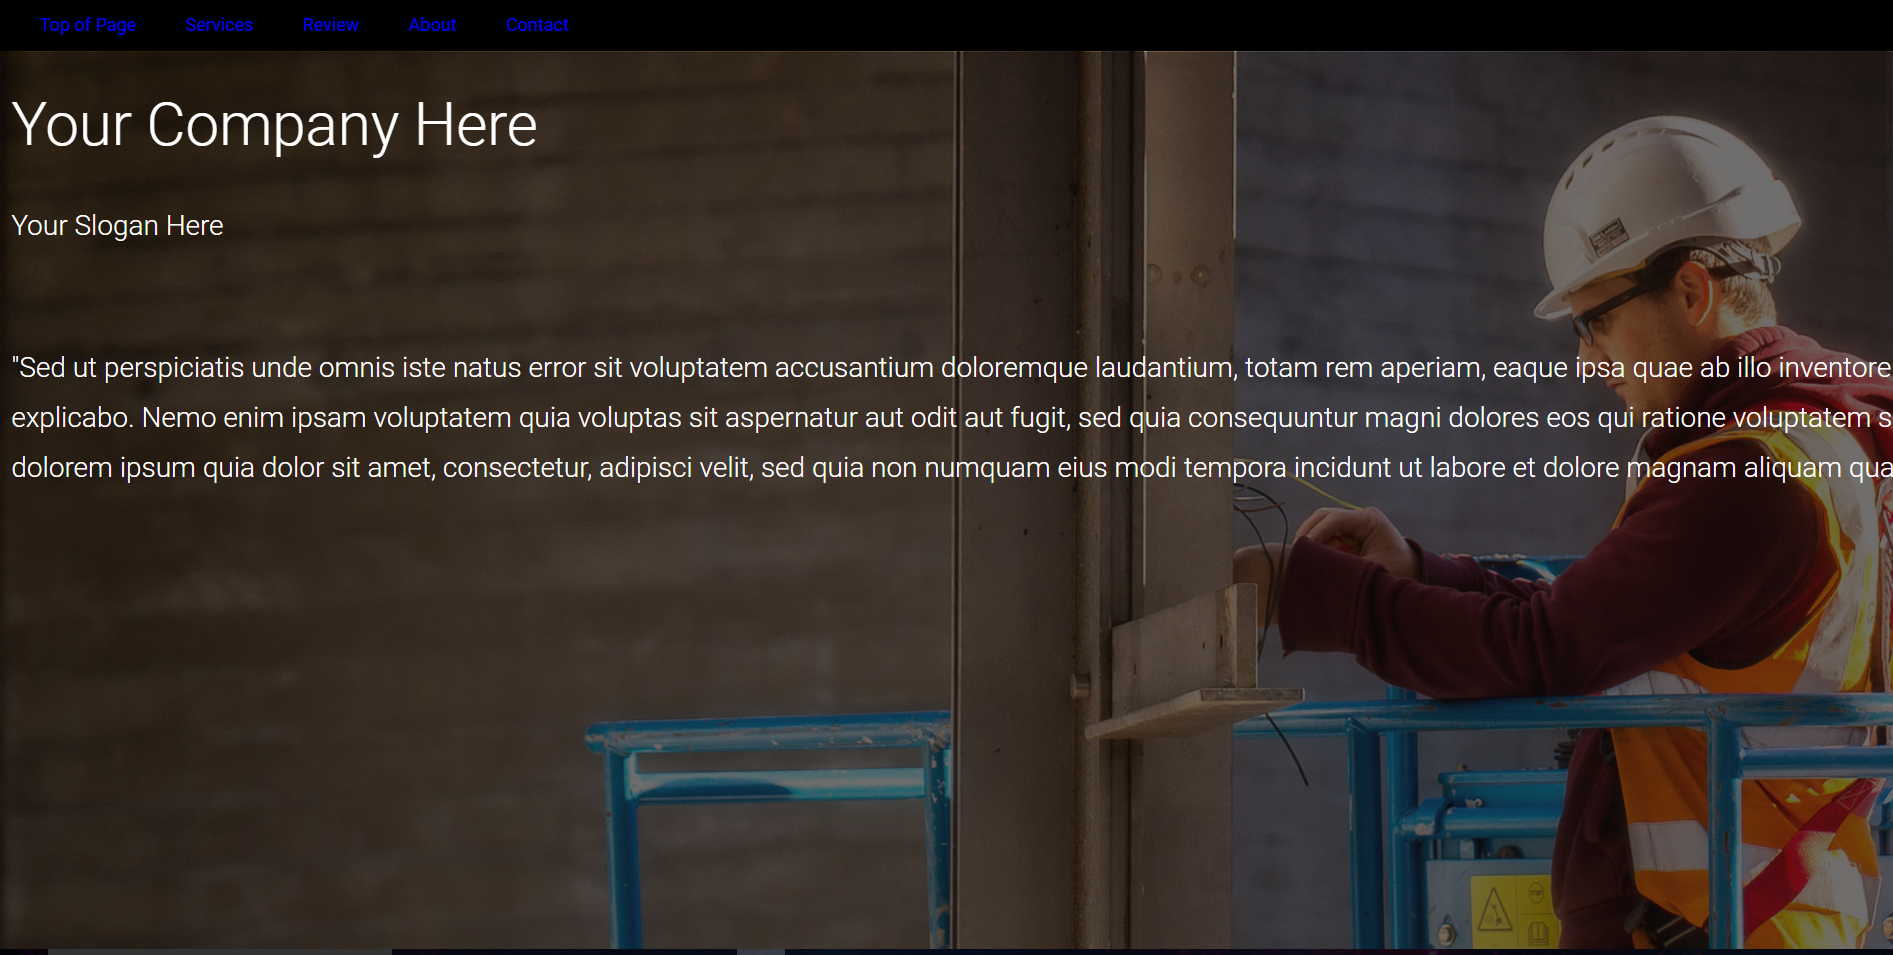 Top of Page Services Review About Contact
Your Company Here
Your Slogan Here
"Sed ut perspiciatis unde omnis iste natus error sit voluptatem accusantium doloremque laudantium, totam rem aperiam, eaque ipsa quae ab illo inventore
explicabo. Nemo enim ipsam voluptatem quia voluptas sit aspernatur aut odit aut fugit, sed quia consequuntur magni dolores eos qui ratione voluptatem s
dolorem ipsum quia dolor sit amet, consectetur, adipisci velit, sed quia non numquam eius modi tempora incidunt ut labore et dolore magnam aliquam qua